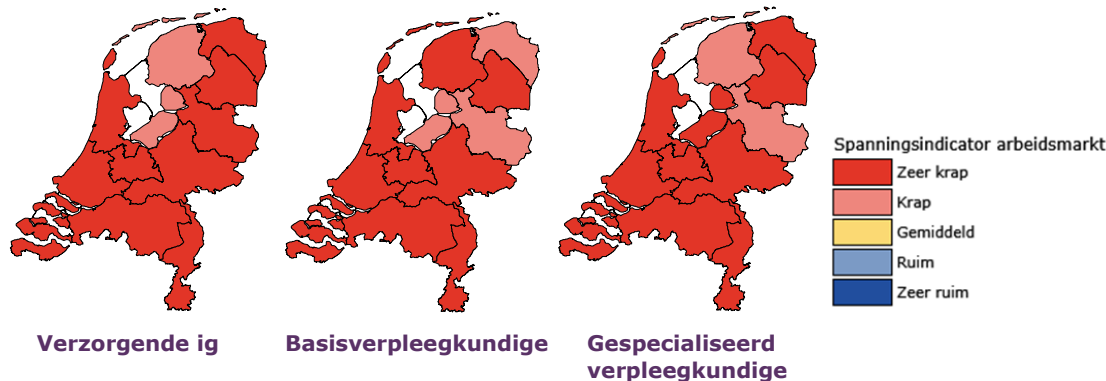 Spanningsindicator arbeidsmarkt
Zeer krap
Krap
Gemiddeld
Ruim
Zeer ruim
Verzorgende ig
Basisverpleegkundige
Gespecialiseerd
verpleegkundige